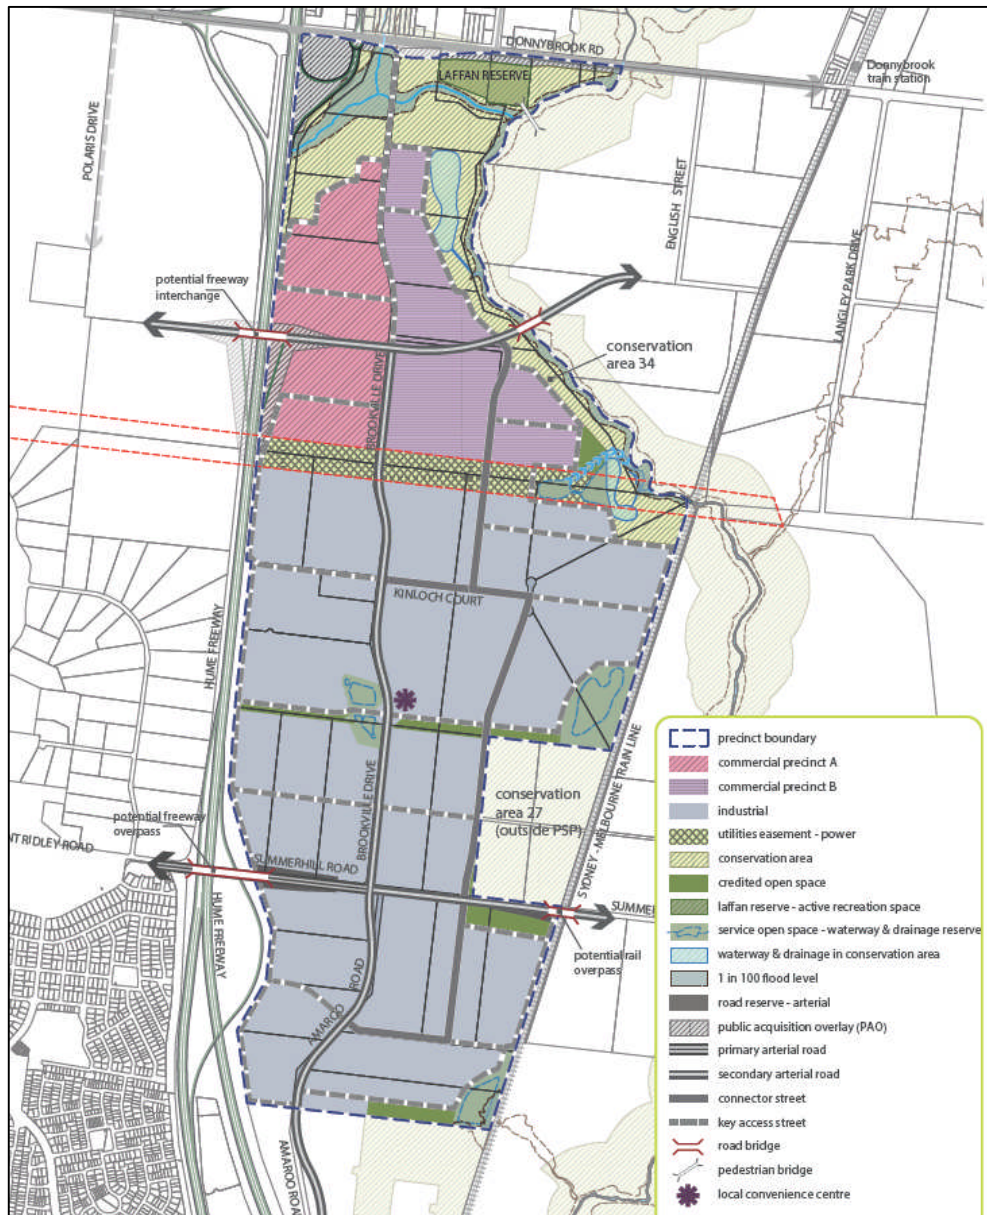 DONNYBROOK RD
Donnybrook
train station
LAFFAN RESERVE
POLARIS DRIVE
ENGLISH STREET
LANGLEY PARK DRIVE
potential freeway
interchange
conservation
area 34
BROOKVILLE DRIVE
KINLOCH COURT
HUME FREEWAY
SYDNEY - MELBOURNE TRAIN LINE
BROOKVILLE DRIVE
conservation
area 27
(outside PSP)
potential freeway
overpass
NT RIDLEY ROAD
SUMMERHILL ROAD
SUMMER
HUME FREEWAY
potential rail
overpass
AMAROO ROAD
AMAROO ROA
precinct boundary
commercial precinct A
commercial precinct B
industrial
utilities easement - power
conservation area
credited open space
laffan reserve - active recreation space
service open space - waterway & drainage reserve
waterway & drainage in conservation area
1 in 100 flood level
road reserve - arterial
public acquisition overlay (PAO)
primary arterial road
secondary arterial road
connector street
key access street
road bridge
pedestrian bridge
local convenience centre